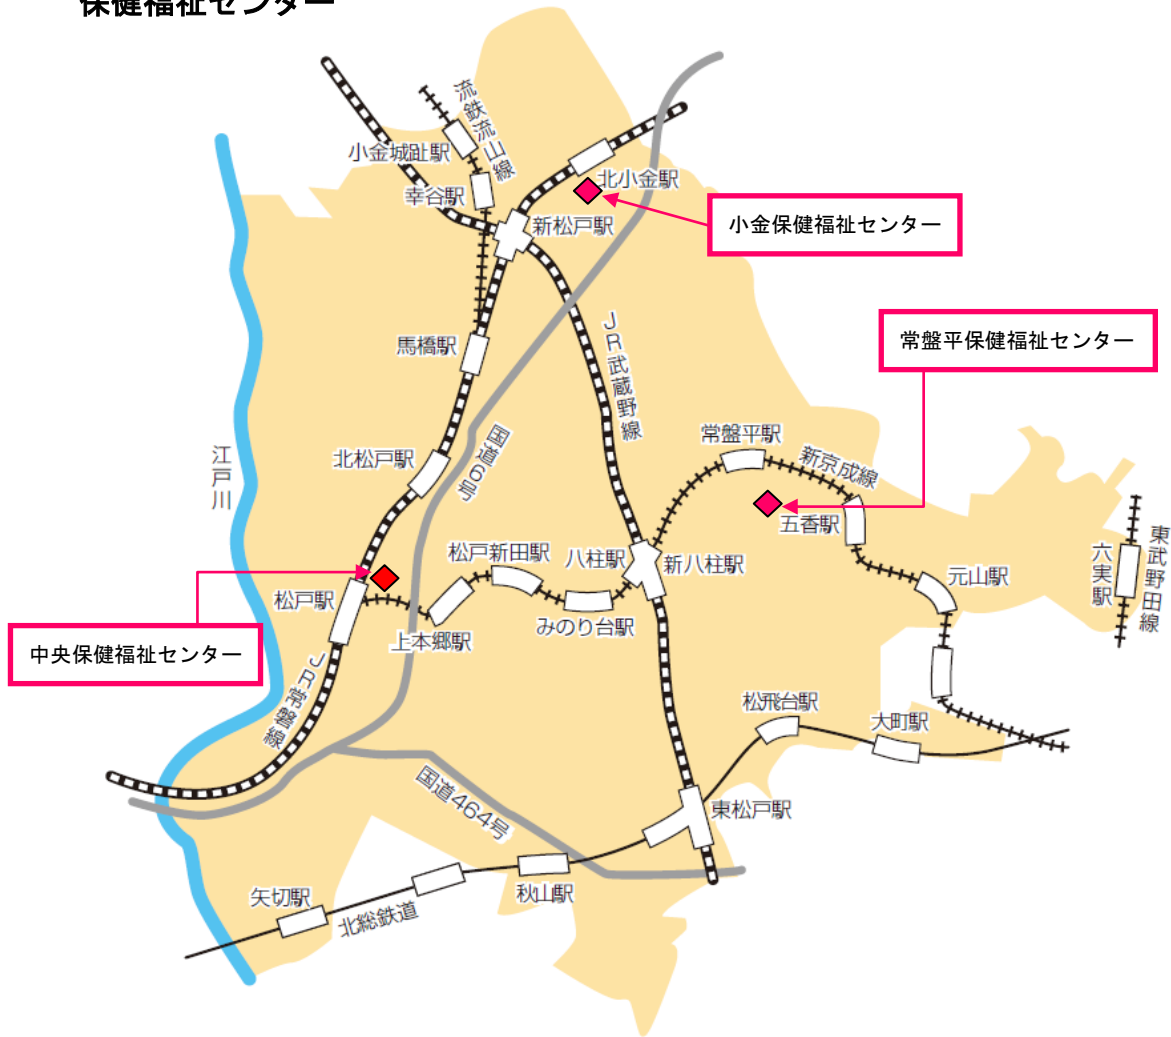 保健福祉センター
流鉄流山線
小金城趾駅
幸谷駅
北小金駅
新松戸駅
小金保健福祉センター
馬橋駅
JR武蔵野線
常盤平保健福祉センター
江戸川
北松戸駅
国道6号
常盤平駅
新京成線
五香駅
松戸新田駅
八柱駅
新八柱駅
元山駅
六実駅
東武野田線
松戸駅
みのり台駅
上本郷駅
中央保健福祉センター
JR常磐線
松飛台駅
大町駅
国道464号
東松戸駅
矢切駅
秋山駅
北総鉄道